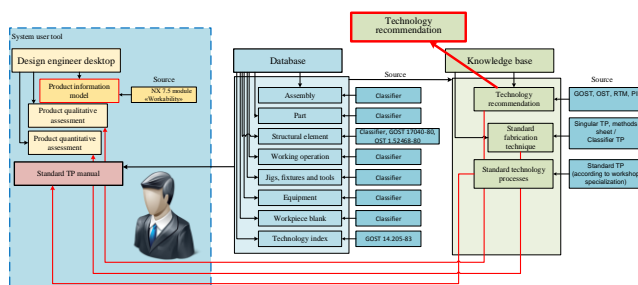 Technology
recommendation
System user tool
Design engineer desktop
Database
Knowledge base
Source
Source
Source
Product information
model
NX 7.5 module
«Workability»
Product qualitative
assessment
Product quantitative
assessment
Standard TP manual
Assembly
Classifier
Part
Classifier
Structural element
Classifier, GOST 17040-80,
OST 1.52468-80
Working operation
Classifier
Jigs, fixtures and tools
Classifier
Equipment
Classifier
Workpiece blank
Classifier
Technology index
GOST 14.205-83
Technology
recommendation
GOST, OST, RTM, PI
Standard
fabrication
technique
Singular TP, methods
sheet /
Classifier TP
Standard technology
processes
Standard TP
(according to workshop
specialization)